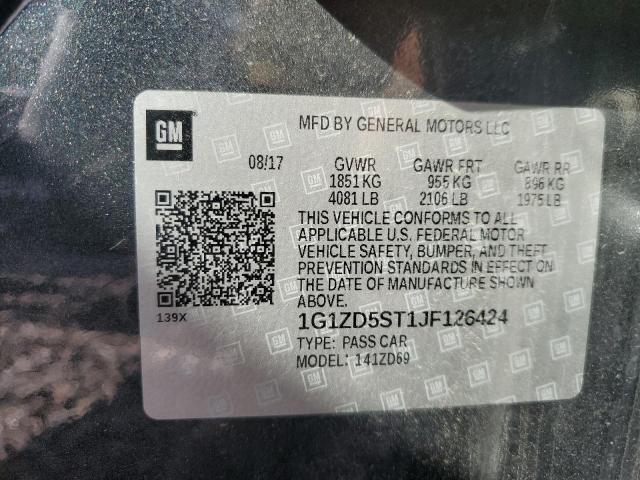 GM
MFD BY GENERAL MOTORS LLC
08/17 GVWR GAWR FRT GAWR RR
1851 KG 955 KG 896 KG
4081 LB 2106 LB 1975 LB
THIS VEHICLE CONFORMS TO ALL
APPLICABLE U.S. FEDERAL MOTOR
VEHICLE SAFETY, BUMPER, AND THEFT
PREVENTION STANDARDS IN EFFECT ON
THE DATE OF MANUFACTURE SHOWN
ABOVE.
139X
1G1ZD5ST1JF126424
TYPE: PASS CAR
MODEL: 141ZD69